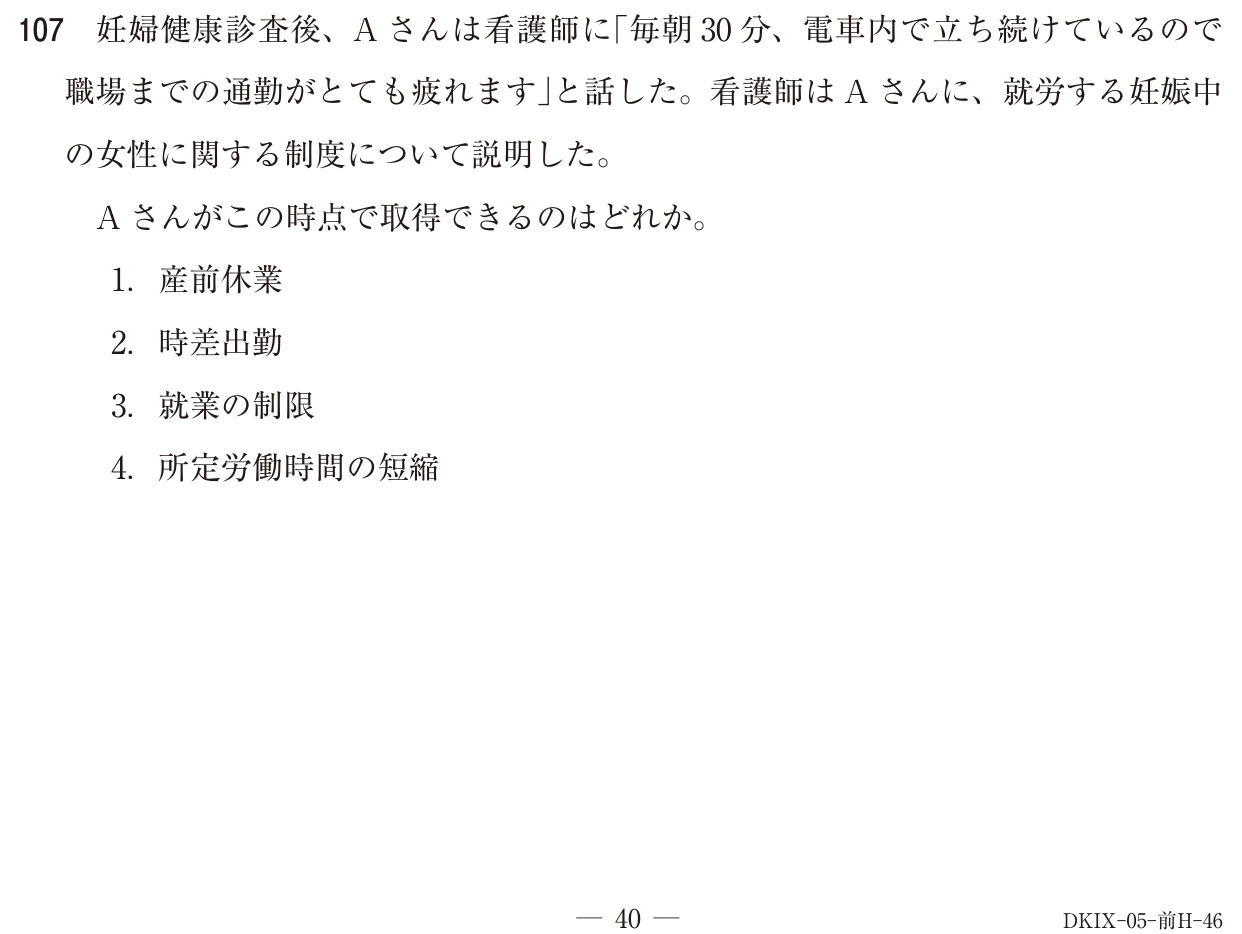 107 妊婦健康診査後、A さんは看護師に「毎朝 30 分、電車内で立ち続けているので
職場までの通勤がとても疲れます」と話した。看護師は A さんに、就労する妊娠中
の女性に関する制度について説明した。
A さんがこの時点で取得できるのはどれか。
1. 産前休業
2. 時差出勤
3. 就業の制限
4. 所定労働時間の短縮
— 40 —
DKIX-05-前H-46